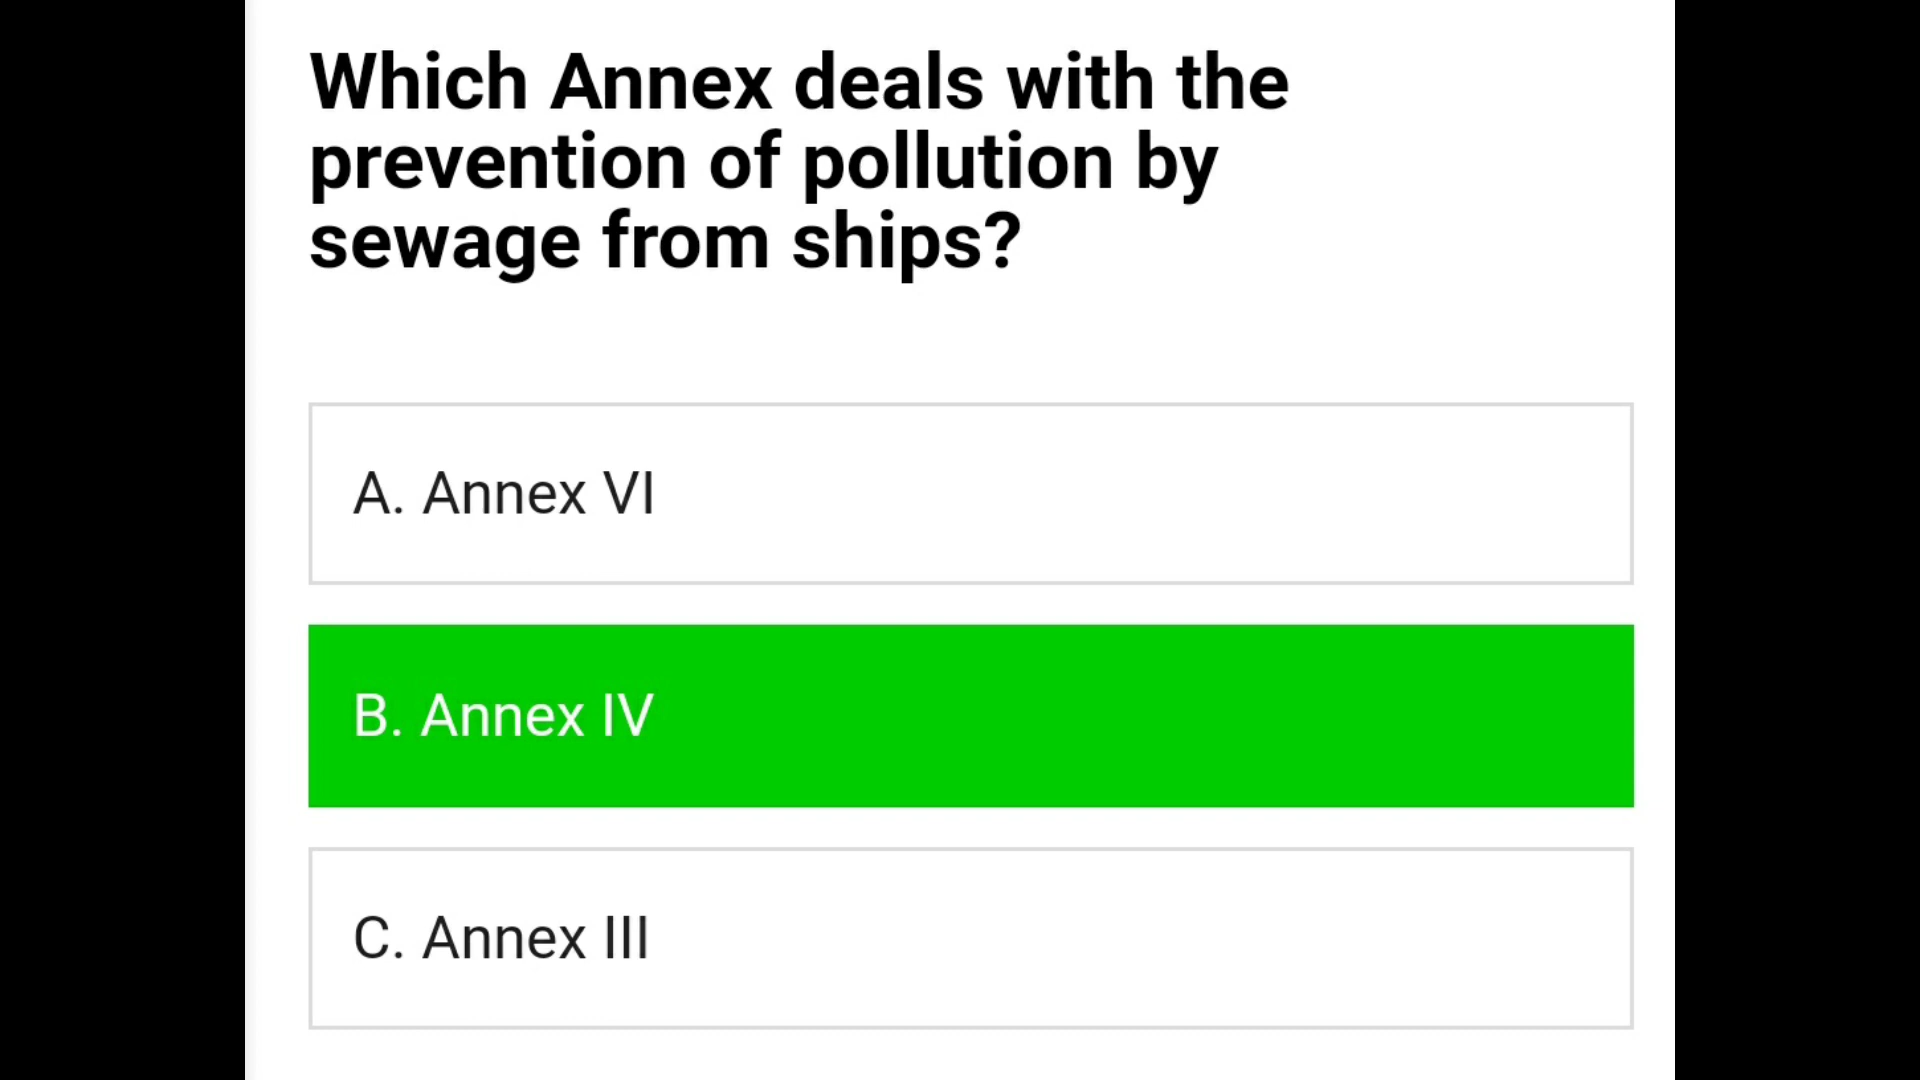 Which Annex deals with the
prevention of pollution by
sewage from ships?
A. Annex VI
B. Annex IV
C. Annex III